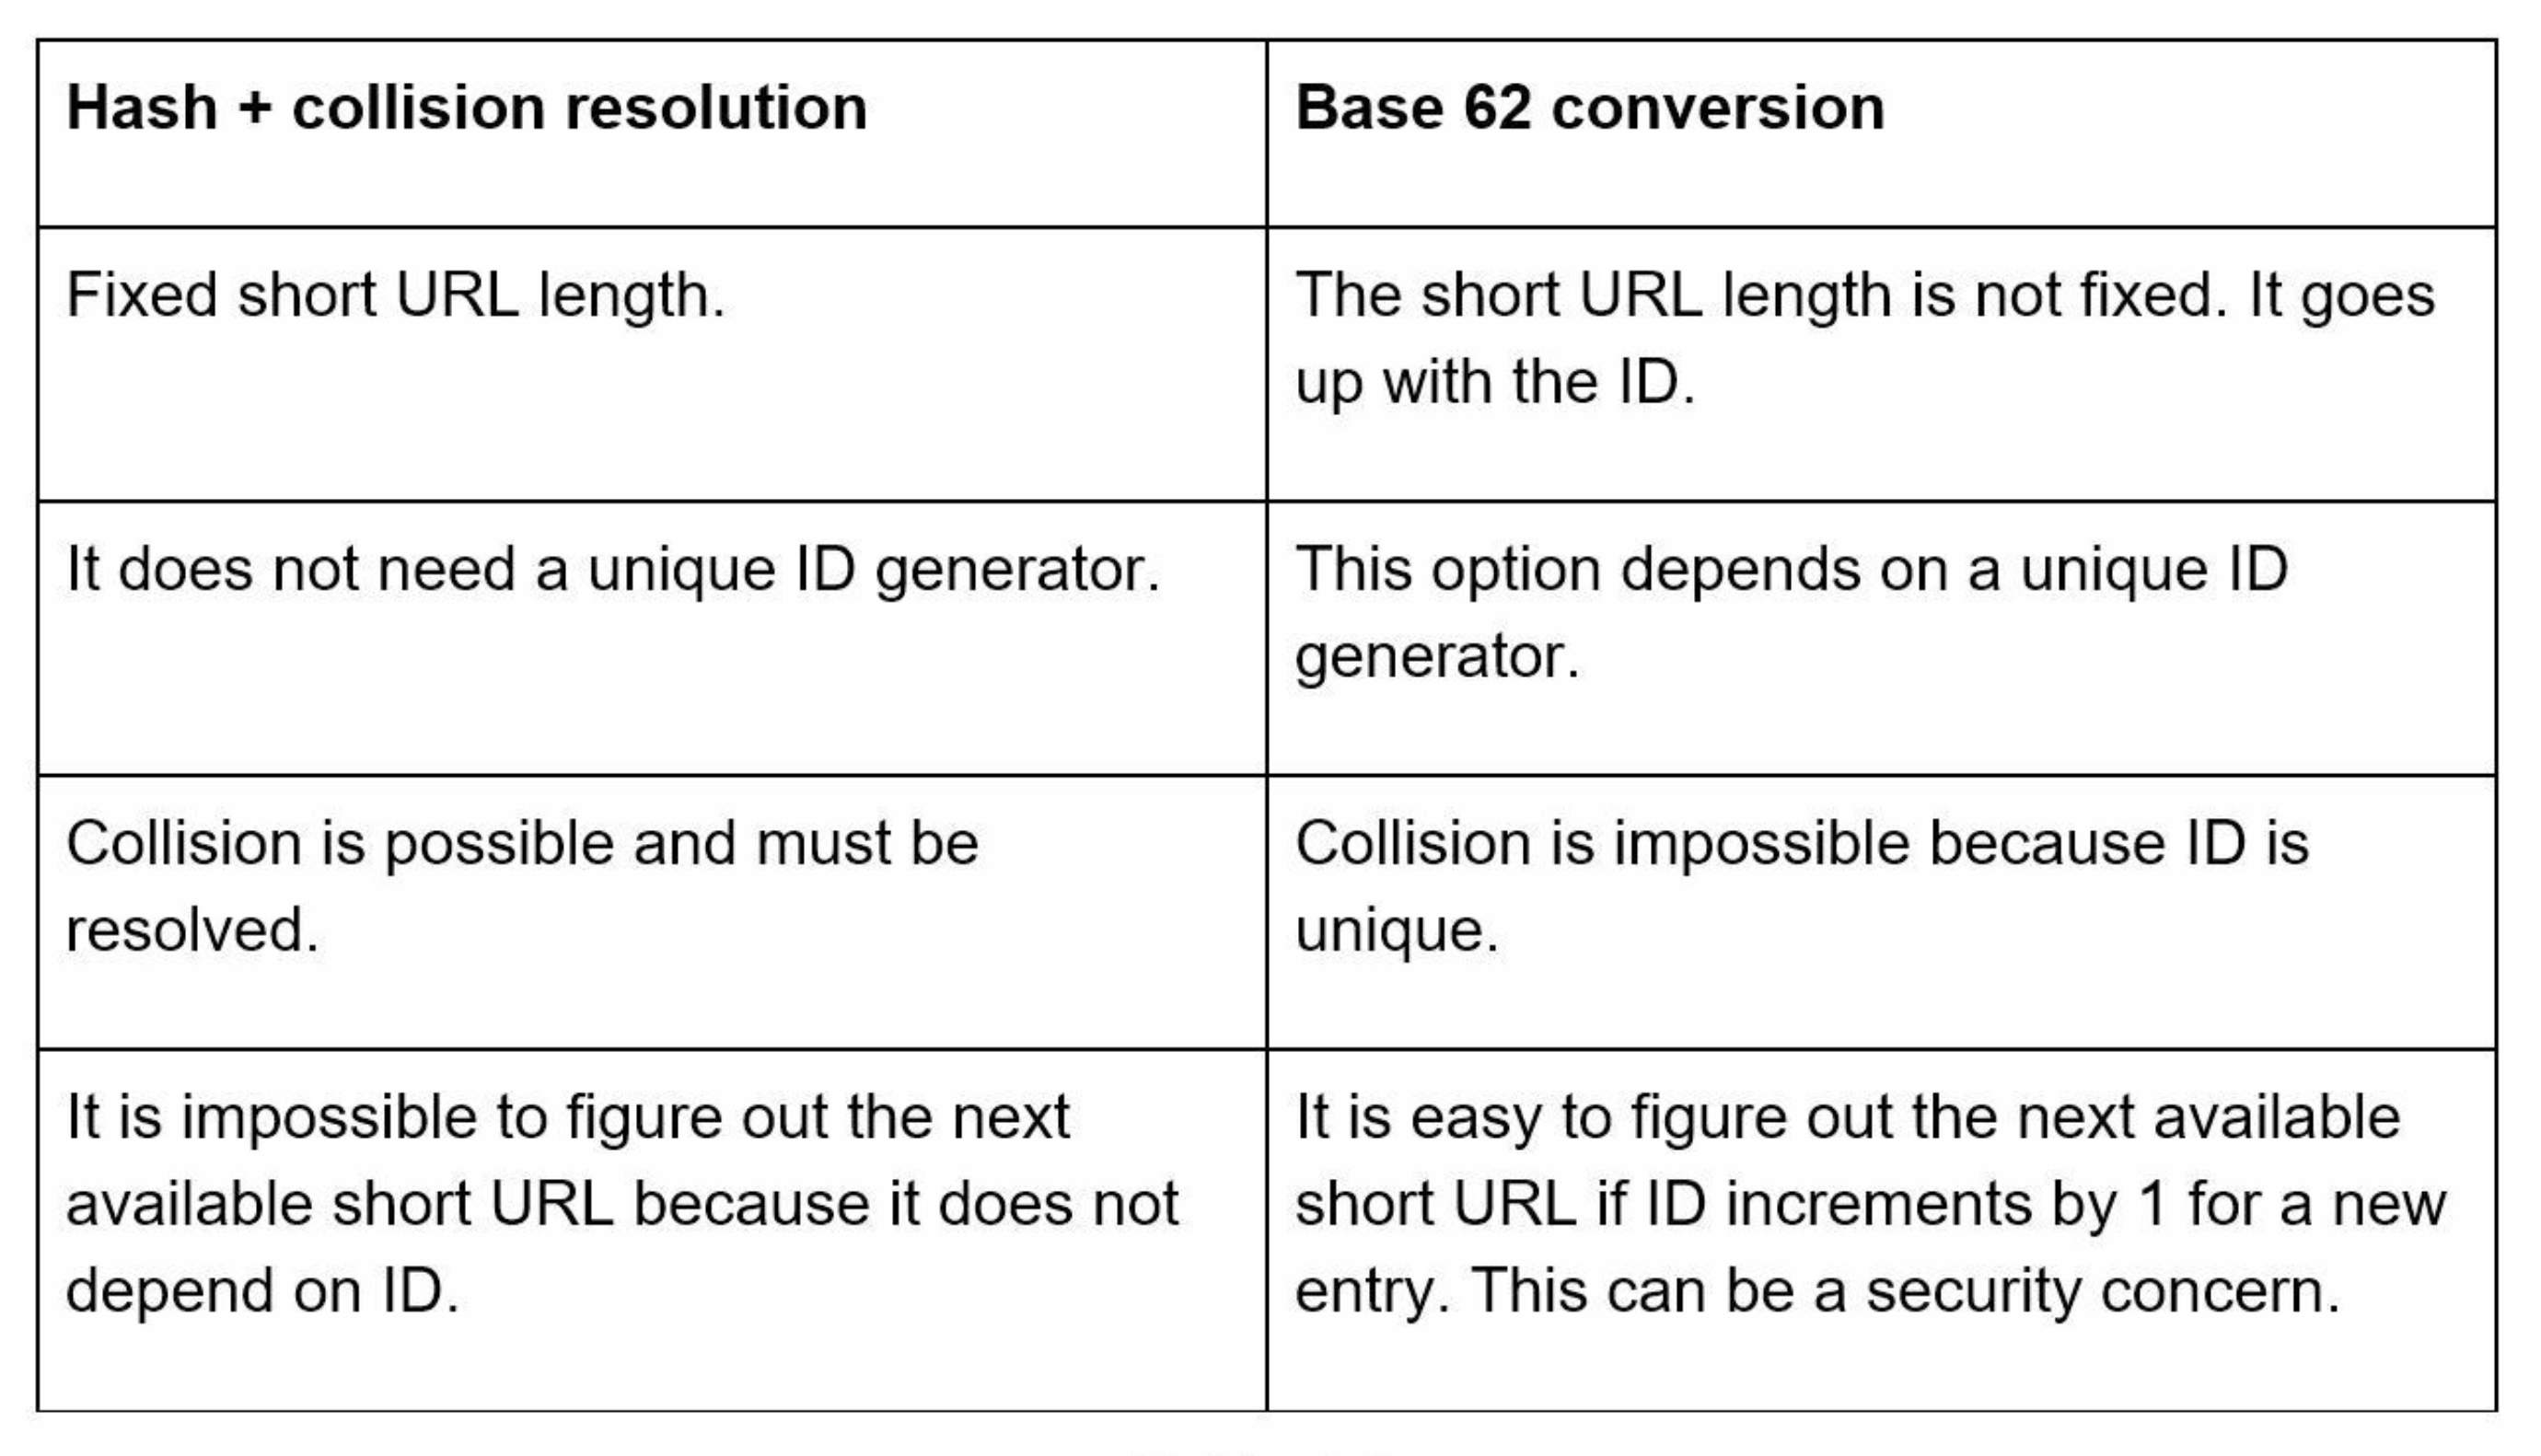 Hash + collision resolution
Base 62 conversion
Fixed short URL length.
The short URL length is not fixed. It goes
up with the ID.
It does not need a unique ID generator.
This option depends on a unique ID
generator.
Collision is possible and must be
resolved.
Collision is impossible because ID is
unique.
It is impossible to figure out the next
available short URL because it does not
depend on ID.
It is easy to figure out the next available
short URL if ID increments by 1 for a new
entry. This can be a security concern.